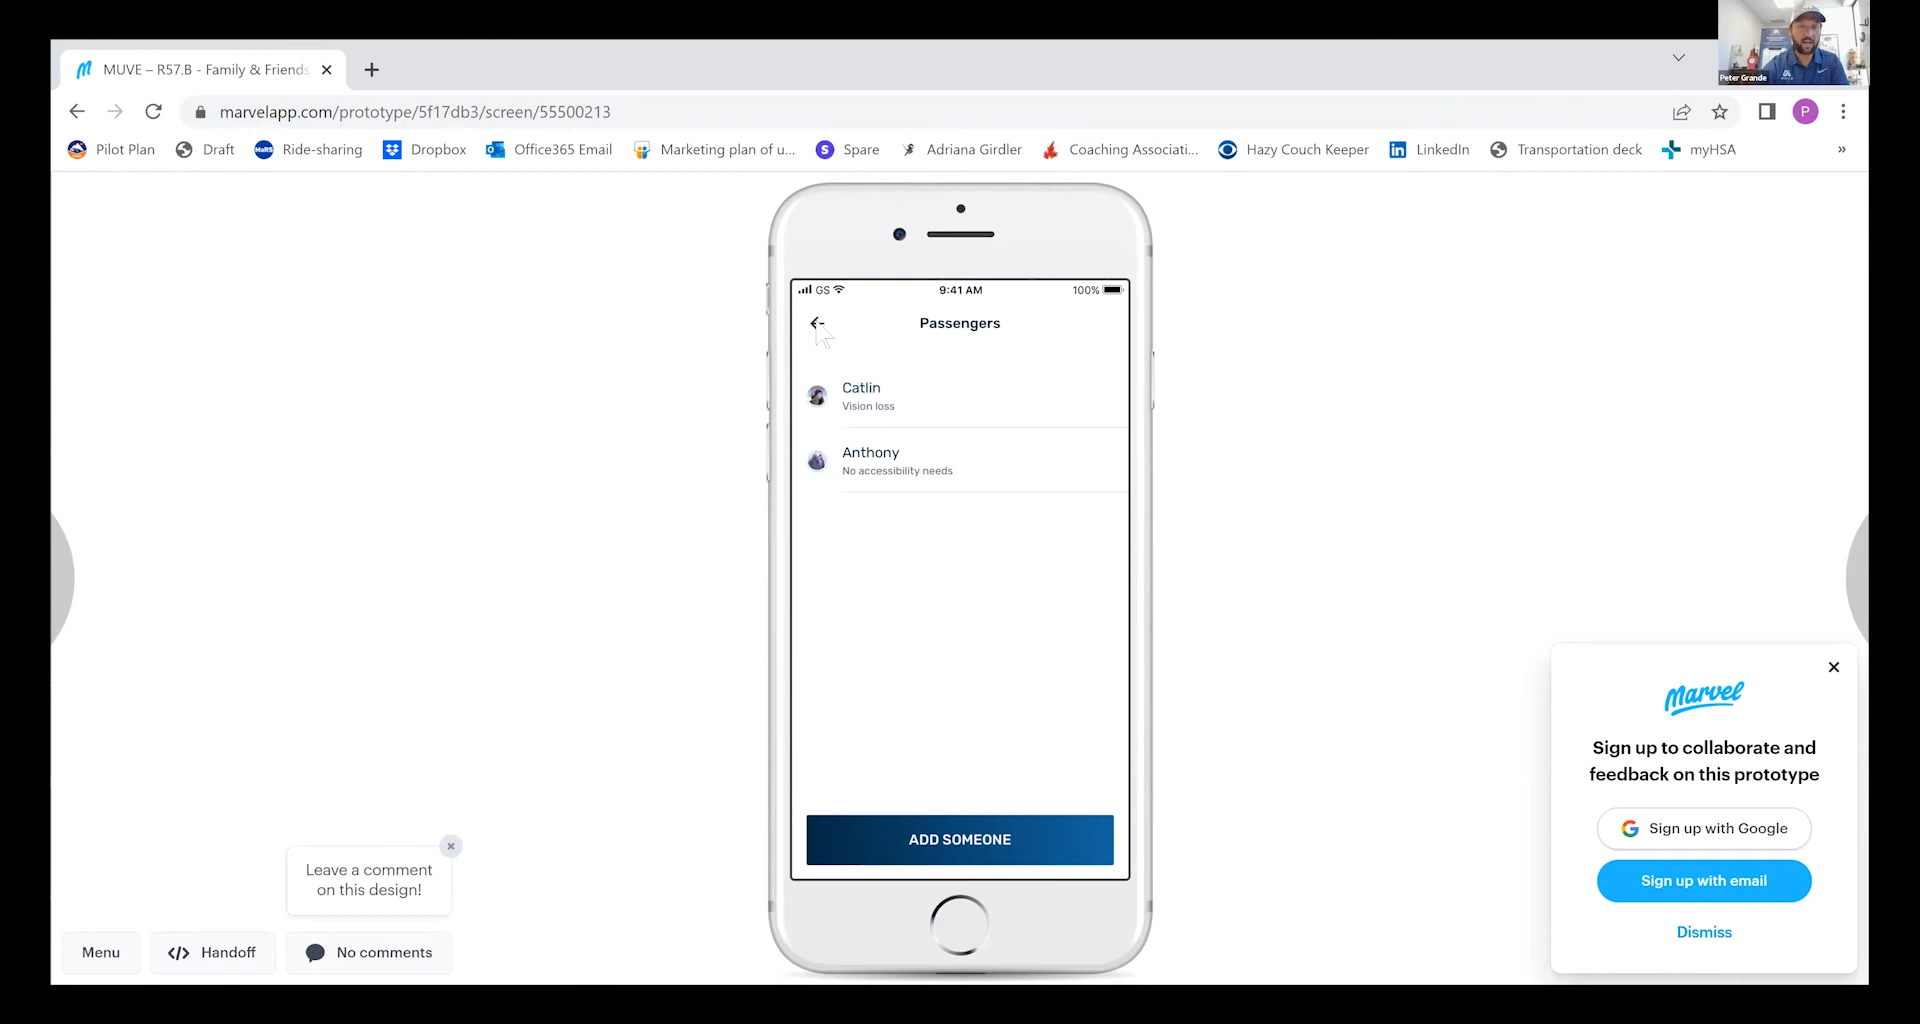 Peter Grande
MUVE – R57.B - Family & Friends
marvelapp.com/prototype/5f17db3/screen/55500213
P
Pilot Plan
Draft
MaRS
Ride-sharing
Dropbox
Office365 Email
Marketing plan of u...
S
Spare
Adriana Girdler
Coaching Associati...
Hazy Couch Keeper
in
LinkedIn
Transportation deck
myHSA
»
GS
9:41 AM
100%
Passengers
Catlin
Vision loss
Anthony
No accessibility needs
ADD SOMEONE
Marvel
Sign up to collaborate and
feedback on this prototype
Sign up with Google
Sign up with email
Dismiss
Leave a comment
on this design!
Menu
</> Handoff
No comments